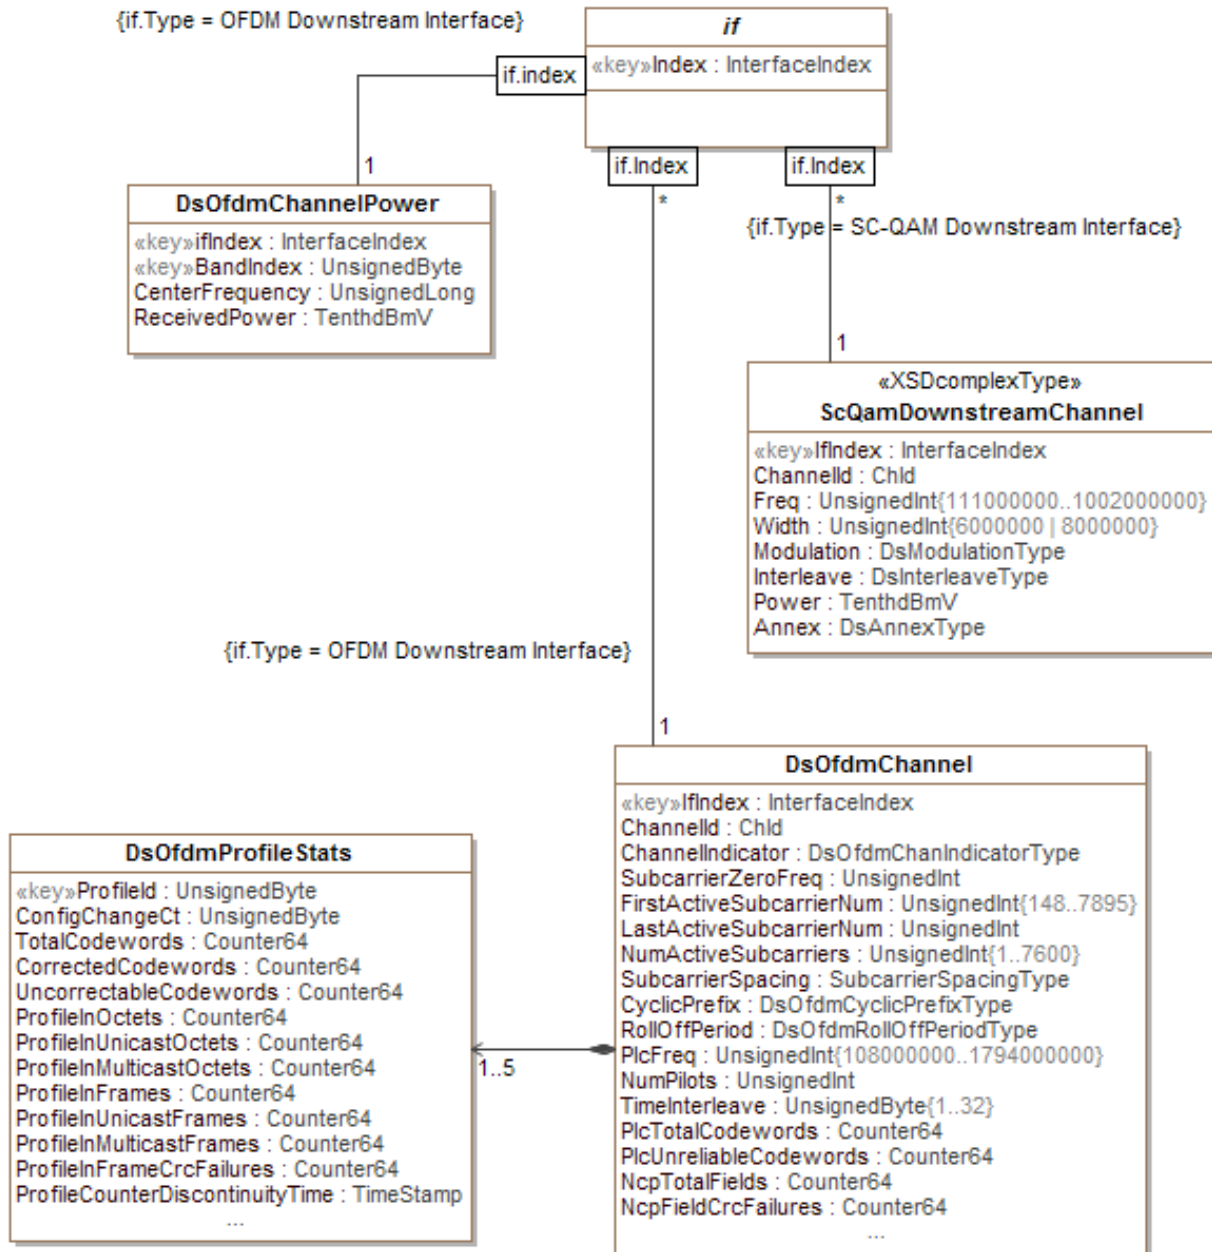 {if.Type = OFDM Downstream Interface}
if
«key»Index : InterfaceIndex
if.index
if.Index
if.Index
1
*
*
DsOfdmChannelPower
«key»ifIndex : InterfaceIndex
«key»BandIndex : UnsignedByte
CenterFrequency : UnsignedLong
ReceivedPower : TenthdBmV
{if.Type = SC-QAM Downstream Interface}
1
«XSDcomplexType»
ScQamDownstreamChannel
«key»IfIndex : InterfaceIndex
ChannelId : ChId
Freq : UnsignedInt{111000000..1002000000}
Width : UnsignedInt{6000000 | 8000000}
Modulation : DsModulationType
Interleave : DsInterleaveType
Power : TenthdBmV
Annex : DsAnnexType
{if.Type = OFDM Downstream Interface}
1
DsOfdmChannel
«key»IfIndex : InterfaceIndex
ChannelId : ChId
ChannelIndicator : DsOfdmChanIndicatorType
SubcarrierZeroFreq : UnsignedInt
FirstActiveSubcarrierNum : UnsignedInt{148..7895}
LastActiveSubcarrierNum : UnsignedInt
NumActiveSubcarriers : UnsignedInt{1..7600}
SubcarrierSpacing : SubcarrierSpacingType
CyclicPrefix : DsOfdmCyclicPrefixType
RollOffPeriod : DsOfdmRollOffPeriodType
PlcFreq : UnsignedInt{108000000..1794000000}
NumPilots : UnsignedInt
TimeInterleave : UnsignedByte{1..32}
PlcTotalCodewords : Counter64
PlcUnreliableCodewords : Counter64
NcpTotalFields : Counter64
NcpFieldCrcFailures : Counter64
...
DsOfdmProfileStats
«key»ProfileId : UnsignedByte
ConfigChangeCt : UnsignedByte
TotalCodewords : Counter64
CorrectedCodewords : Counter64
UncorrectableCodewords : Counter64
ProfileInOctets : Counter64
ProfileInUnicastOctets : Counter64
ProfileInMulticastOctets : Counter64
ProfileInFrames : Counter64
ProfileInUnicastFrames : Counter64
ProfileInMulticastFrames : Counter64
ProfileInFrameCrcFailures : Counter64
ProfileCounterDiscontinuityTime : TimeStamp
...
1..5